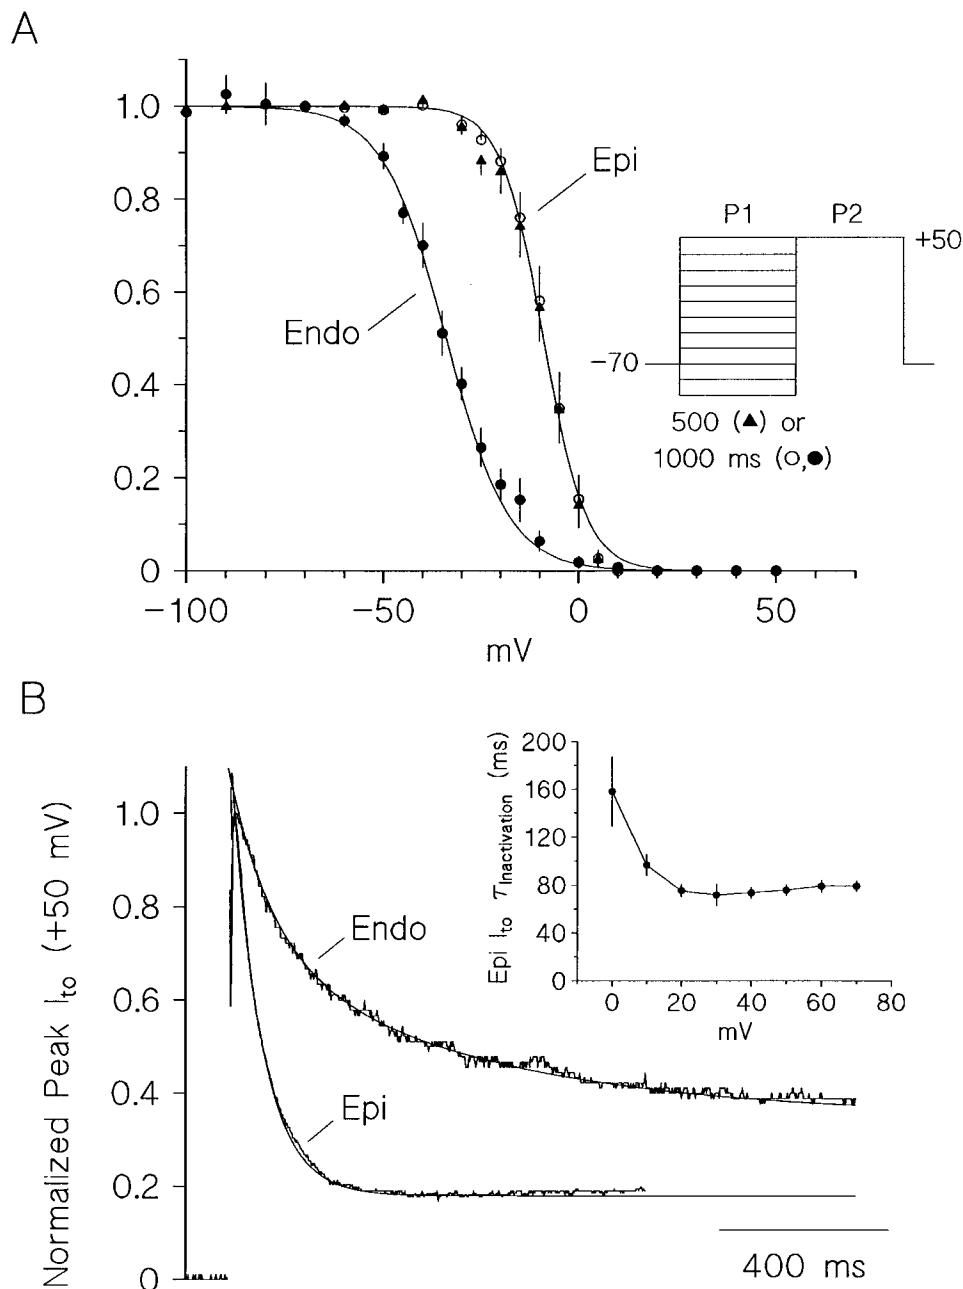 A
1.0
0.8
0.6
0.4
0.2
0
−100
−50
0
50
mV
Epi
Endo
P1
P2
+50
−70
500 (▲) or
1000 ms (○,●)
B
Normalized Peak Ito (+50 mV)
1.0
0.8
0.6
0.4
0.2
0
Endo
Epi
400 ms
Epi Ito τInactivation (ms)
200
160
120
80
40
0
0
20
40
60
80
mV